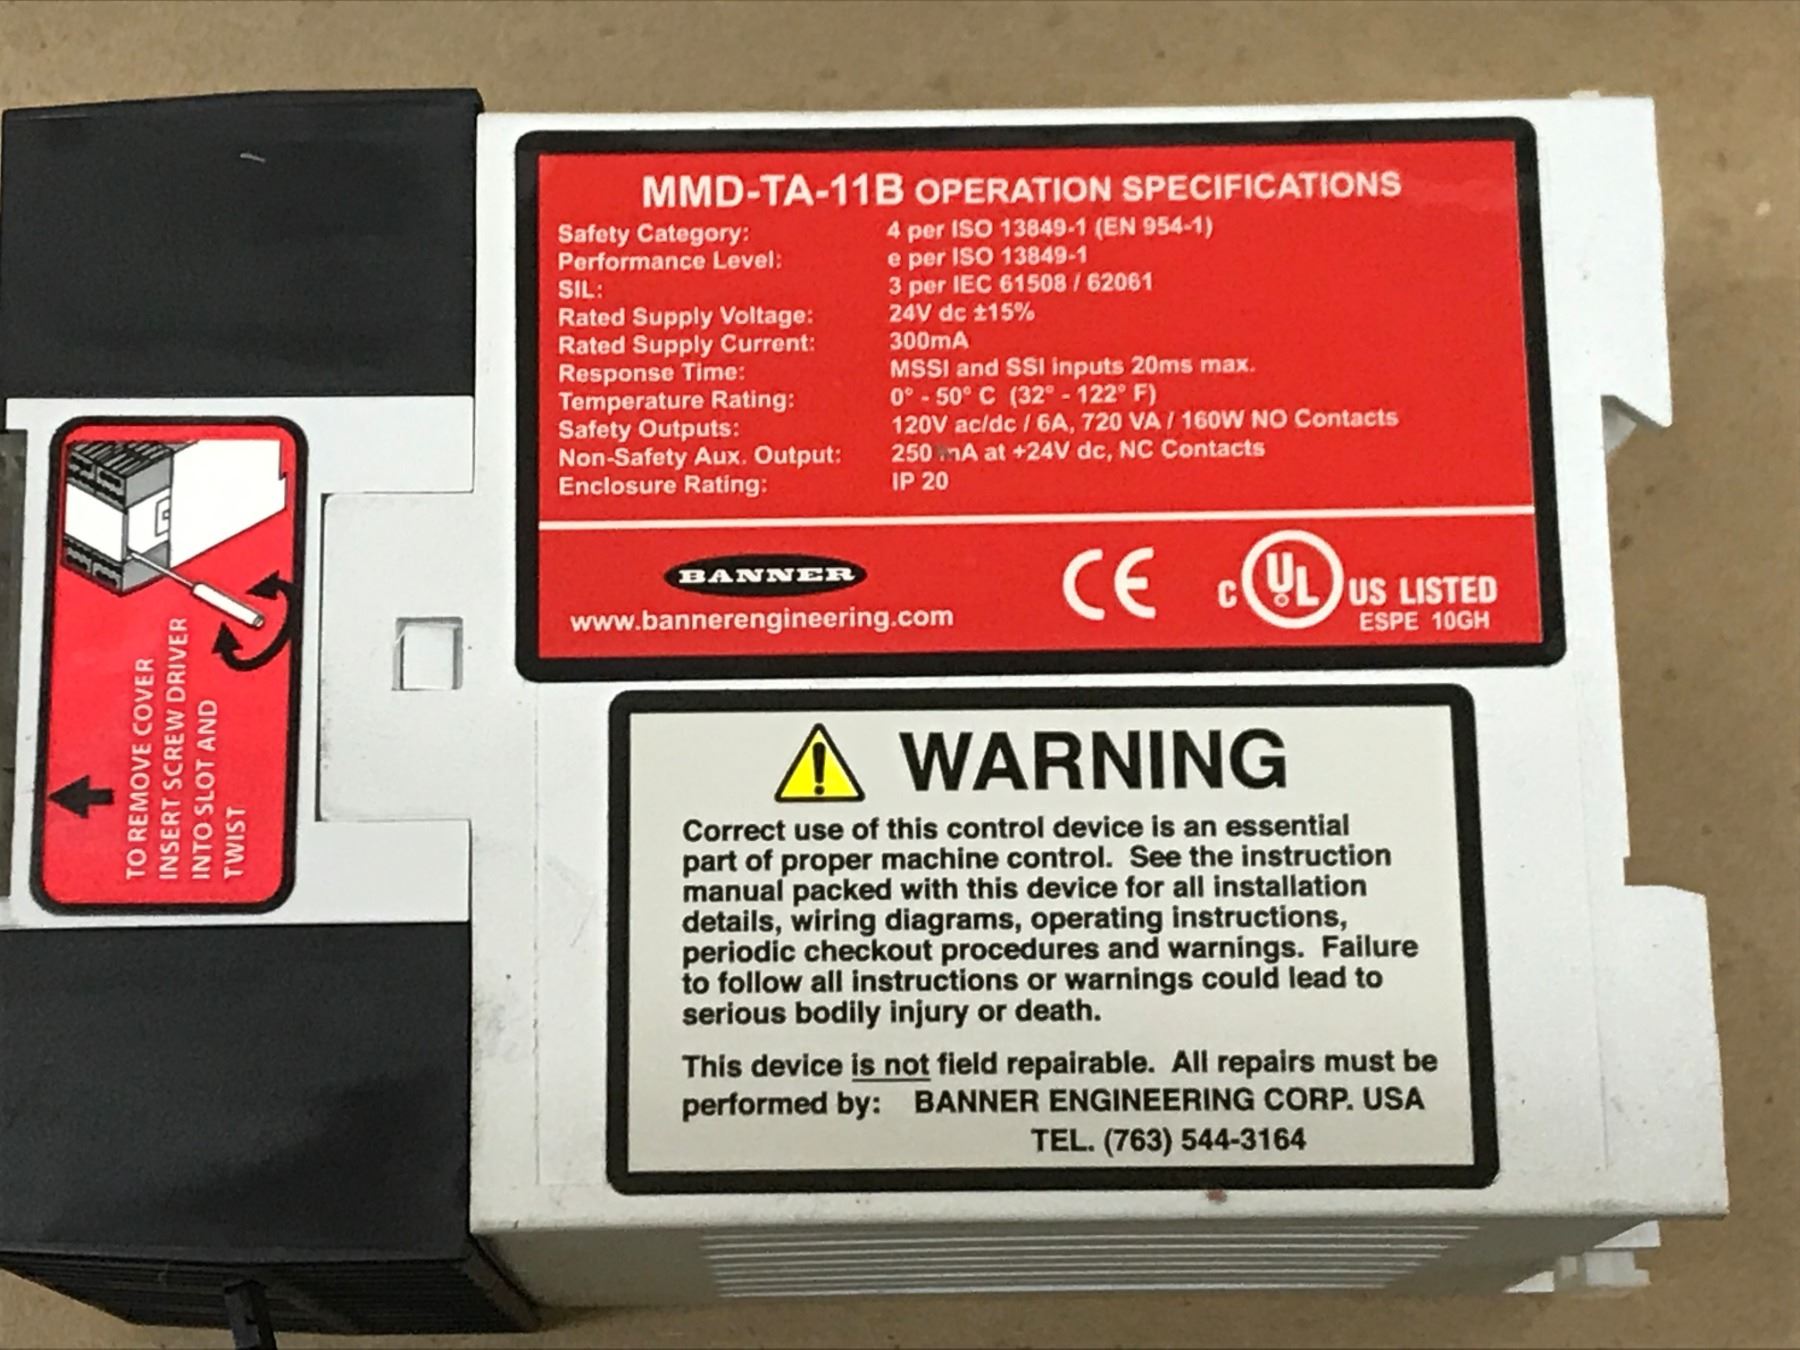 MMD-TA-11B OPERATION SPECIFICATIONS
Safety Category: 4 per ISO 13849-1 (EN 954-1)
Performance Level: e per ISO 13849-1
SIL: 3 per IEC 61508 / 62061
Rated Supply Voltage: 24V dc ±15%
Rated Supply Current: 300mA
Response Time: MSSI and SSI inputs 20ms max.
Temperature Rating: 0° - 50° C (32° - 122° F)
Safety Outputs: 120V ac/dc / 6A, 720 VA / 160W NO Contacts
Non-Safety Aux. Output: 250 mA at +24V dc, NC Contacts
Enclosure Rating: IP 20
BANNER
www.bannerengineering.com
CE
C UL US LISTED
ESPE 10GH
TO REMOVE COVER
INSERT SCREW DRIVER
INTO SLOT AND
TWIST
WARNING
Correct use of this control device is an essential
part of proper machine control. See the instruction
manual packed with this device for all installation
details, wiring diagrams, operating instructions,
periodic checkout procedures and warnings. Failure
to follow all instructions or warnings could lead to
serious bodily injury or death.
This device is not field repairable. All repairs must be
performed by: BANNER ENGINEERING CORP. USA
TEL. (763) 544-3164